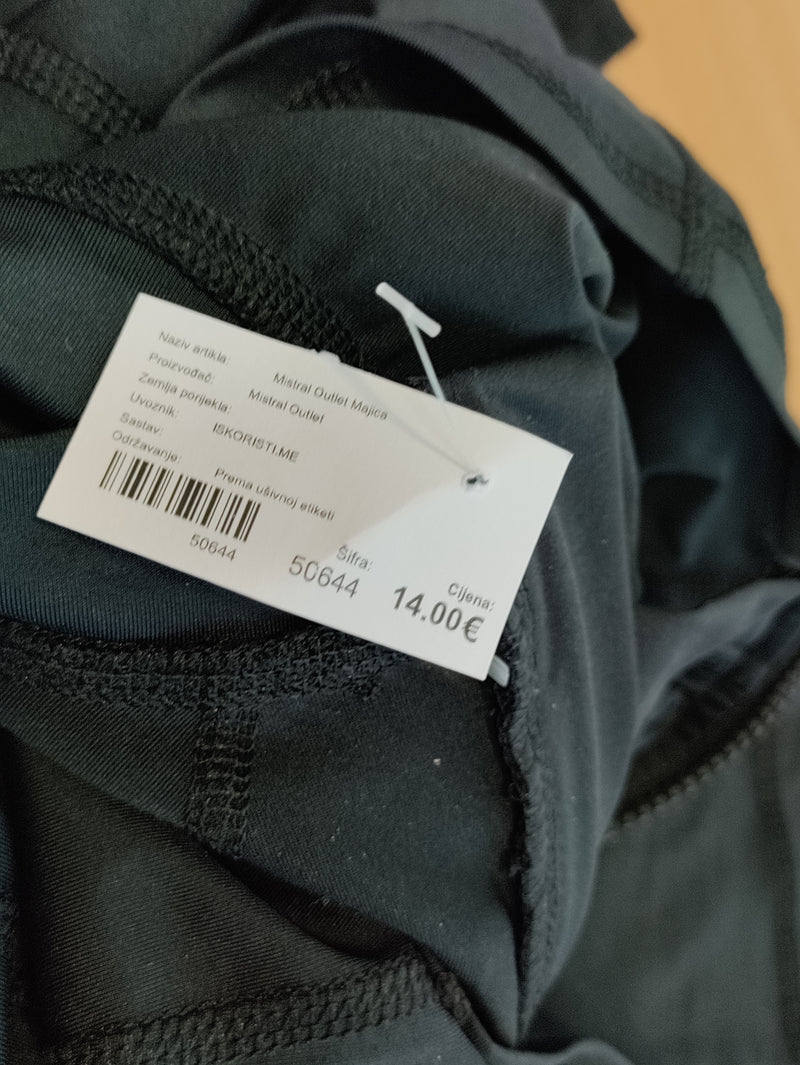 Naziv artikla: Mistral Outlet Majica
Proizvođač: Mistral Outlet
Zemlja porijekla:
Uvoznik: ISKORISTI.ME
Sastav:
Održavanje: Prema ušivnoj etiketi
50644
Šifra:
50644
Cijena:
14.00€